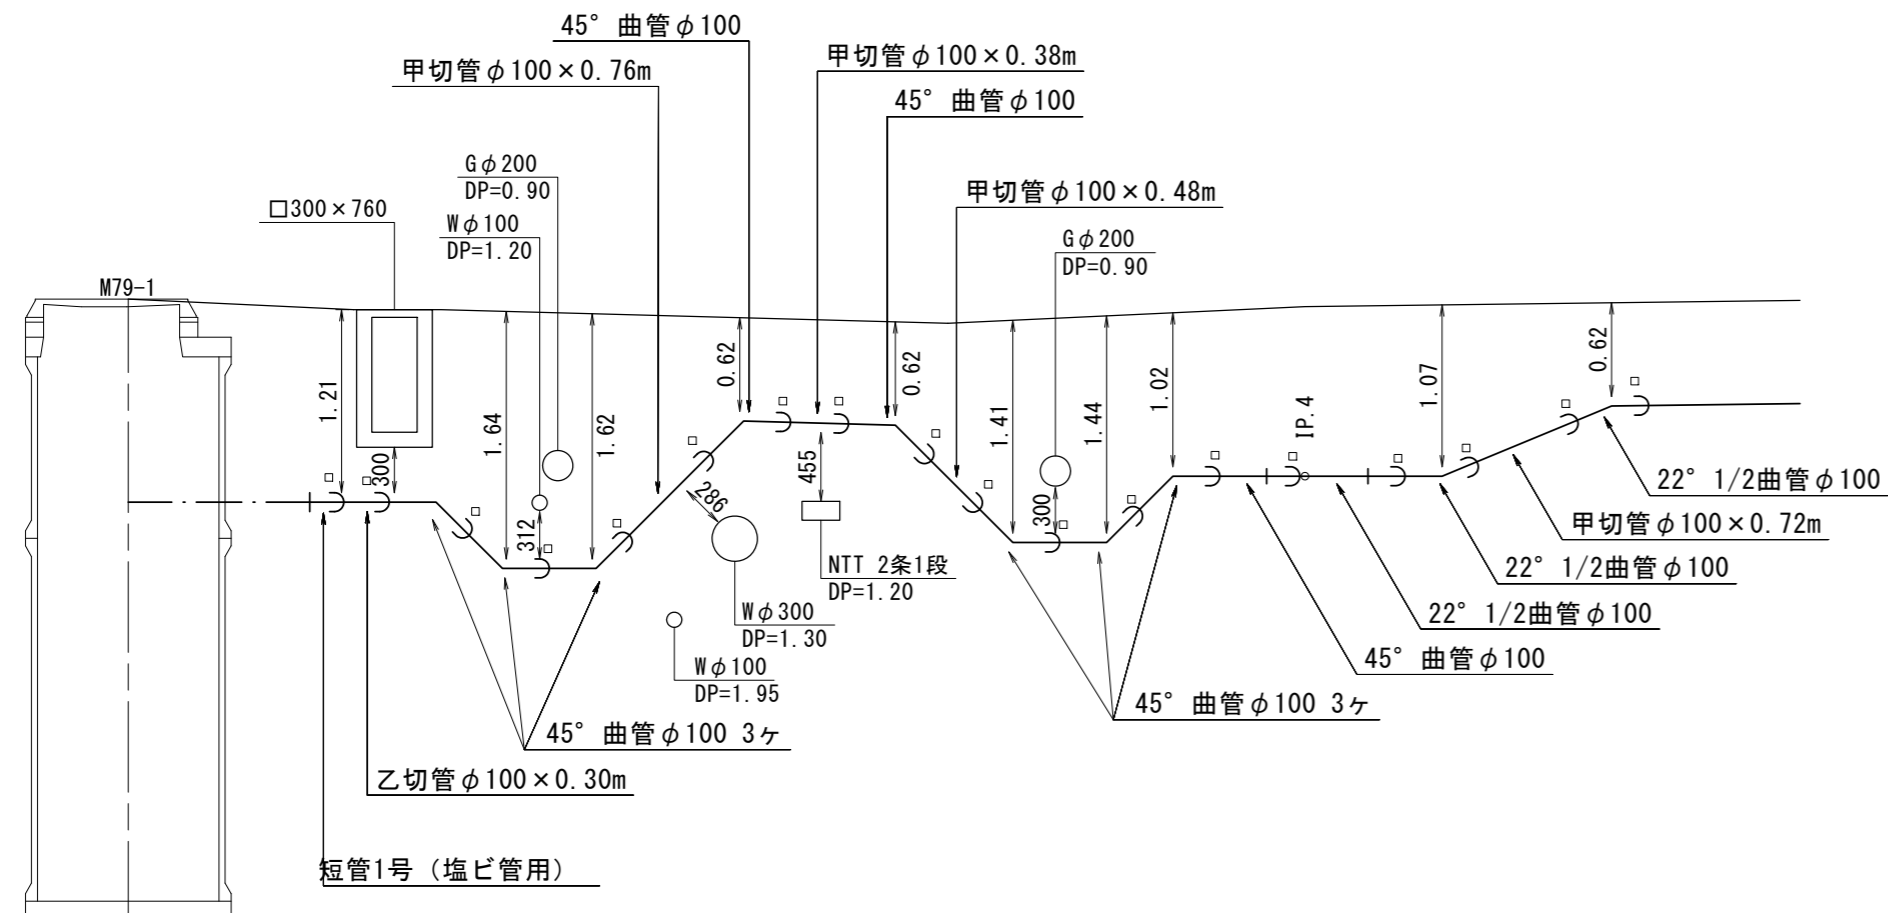 45° 曲管φ100
甲切管φ100×0.76m
甲切管φ100×0.38m
45° 曲管φ100
Gφ200
DP=0.90
□300×760
Wφ100
DP=1.20
甲切管φ100×0.48m
Gφ200
DP=0.90
M79-1
1.21
300
1.64
312
1.62
286
0.62
455
0.62
1.41
300
1.44
1.02
IP.4
1.07
0.62
22° 1/2曲管φ100
甲切管φ100×0.72m
22° 1/2曲管φ100
NTT 2条1段
DP=1.20
Wφ300
DP=1.30
22° 1/2曲管φ100
Wφ100
DP=1.95
45° 曲管φ100
45° 曲管φ100 3ヶ
45° 曲管φ100 3ヶ
乙切管φ100×0.30m
短管1号（塩ビ管用）